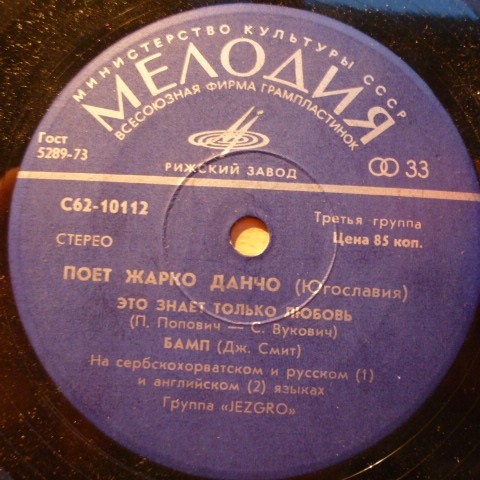 МИНИСТЕРСТВО КУЛЬТУРЫ СССР
МЕЛОДИЯ
ВСЕСОЮЗНАЯ ФИРМА ГРАМПЛАСТИНОК
Гост
5289-73
РИЖСКИЙ ЗАВОД
33
С62-10112
Третья группа
СТЕРЕО
Цена 85 коп.
ПОЕТ ЖАРКО ДАНЧО (Югославия)
ЭТО ЗНАЕТ ТОЛЬКО ЛЮБОВЬ
(П. Попович — С. Вукович)
БАМП (Дж. Смит)
На сербскохорватском и русском (1)
и английском (2) языках
Группа «JEZGRO»